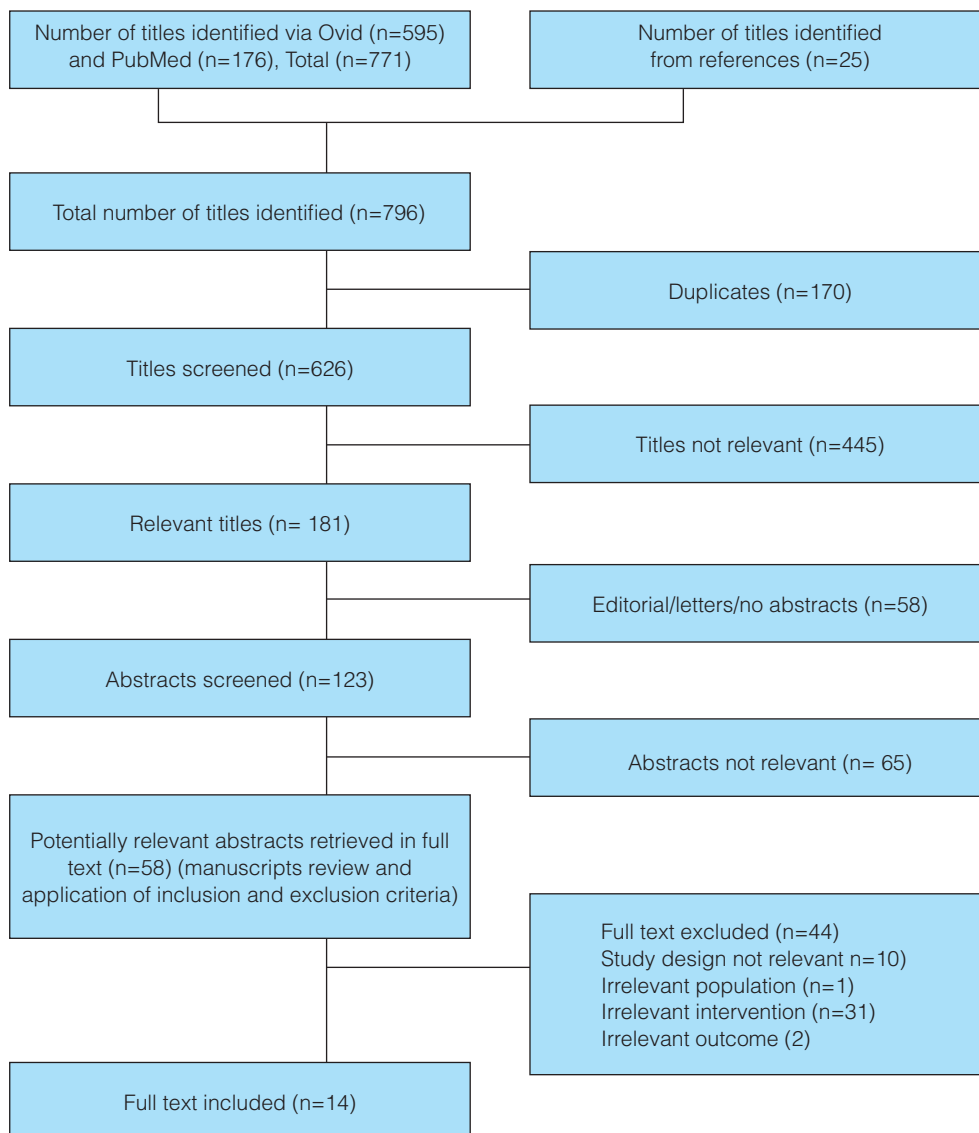 Number of titles identified via Ovid (n=595)
and PubMed (n=176), Total (n=771)
Number of titles identified
from references (n=25)
Total number of titles identified (n=796)
Duplicates (n=170)
Titles screened (n=626)
Titles not relevant (n=445)
Relevant titles (n= 181)
Editorial/letters/no abstracts (n=58)
Abstracts screened (n=123)
Abstracts not relevant (n= 65)
Potentially relevant abstracts retrieved in full
text (n=58) (manuscripts review and
application of inclusion and exclusion criteria)
Full text excluded (n=44)
Study design not relevant n=10)
Irrelevant population (n=1)
Irrelevant intervention (n=31)
Irrelevant outcome (2)
Full text included (n=14)